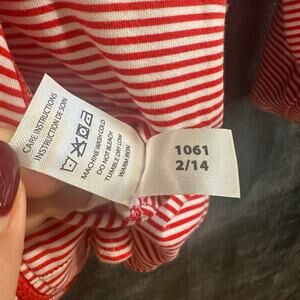 CARE INSTRUCTIONS
INSTRUCTION DE SOIN
MACHINE WASH COLD
DO NOT BLEACH
TUMBLE DRY LOW
WARM IRON
1061
2/14